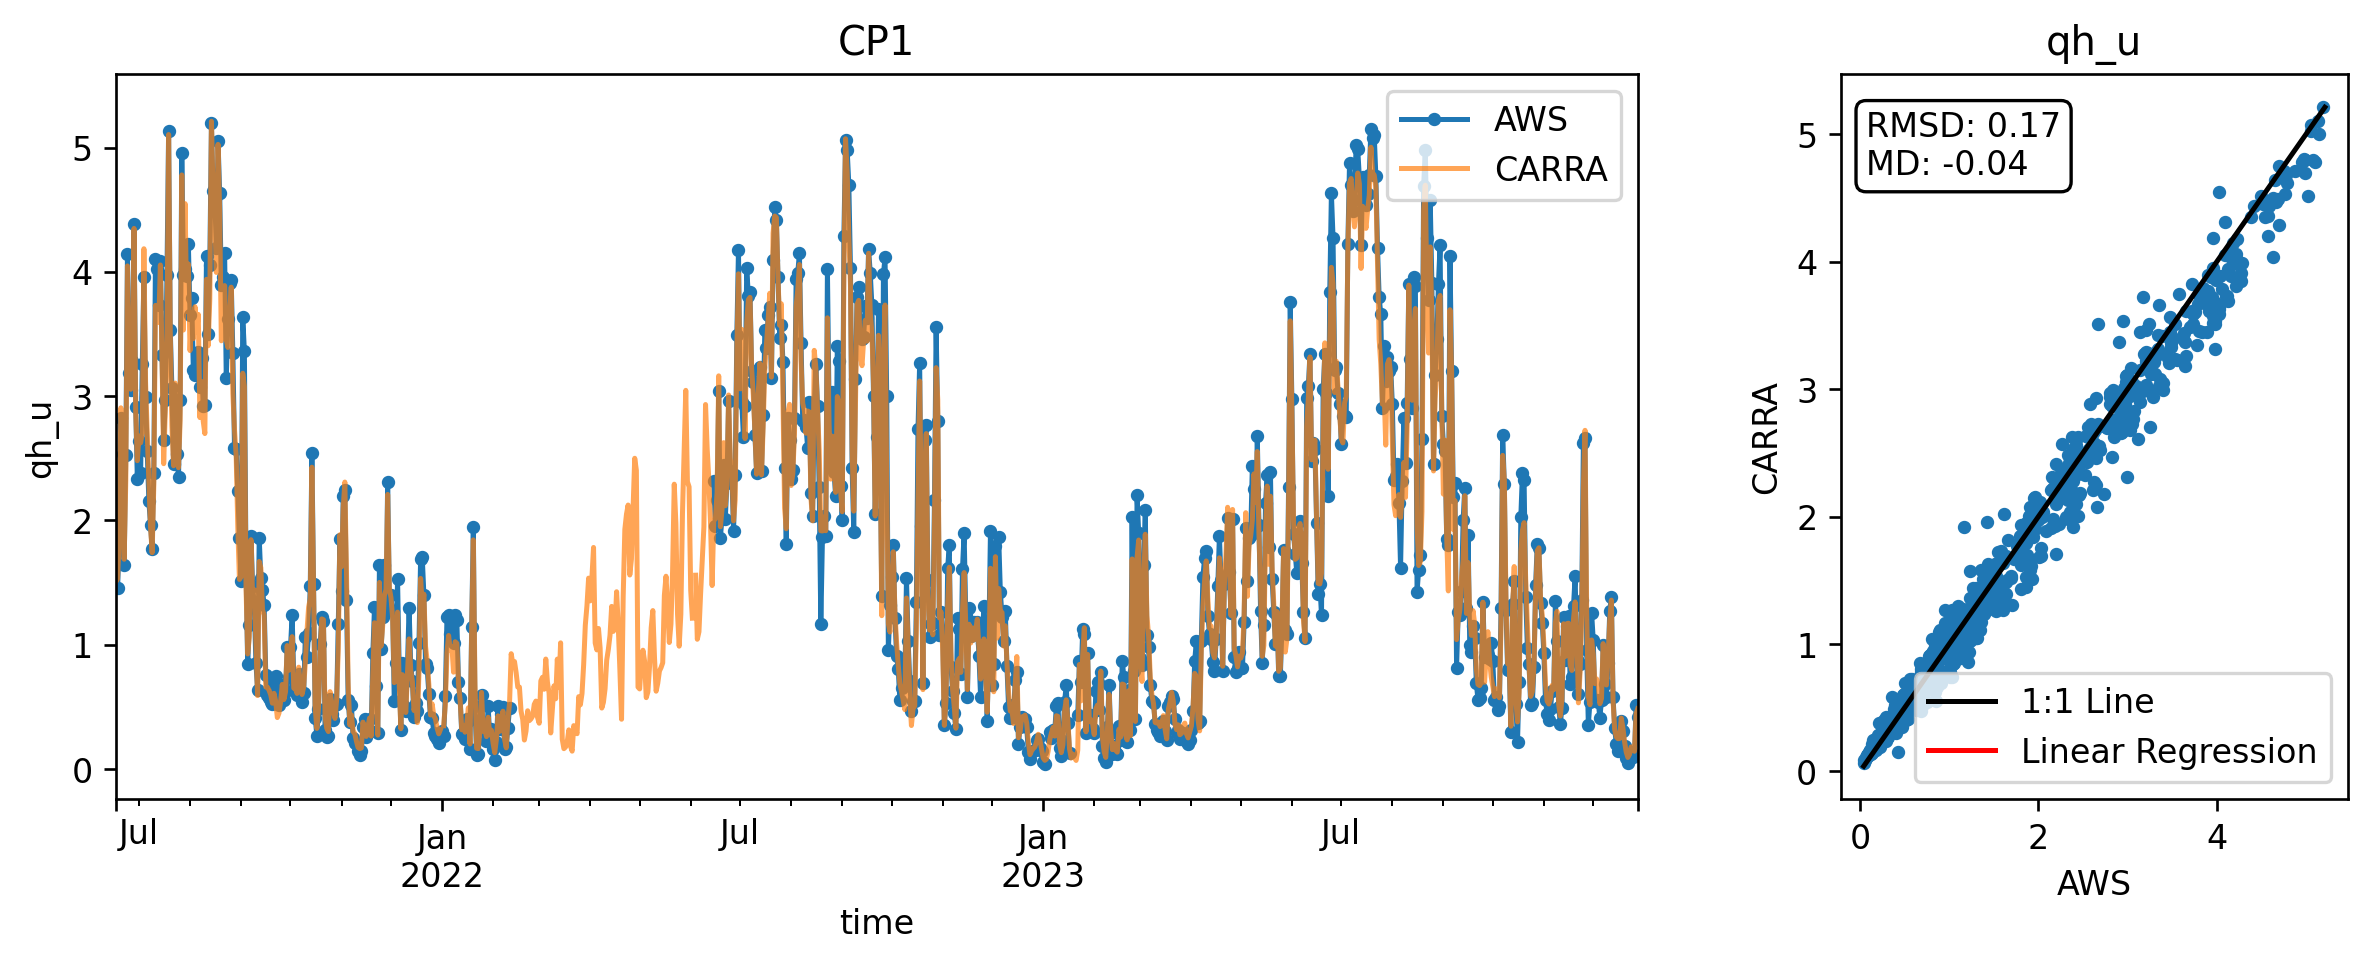 CP1
qh_u
5
4
3
2
1
0
AWS
CARRA
Jul
Jan
2022
Jul
Jan
2023
Jul
time
qh_u
CARRA
5
4
3
2
1
0
RMSD: 0.17
MD: -0.04
1:1 Line
Linear Regression
0
2
4
AWS